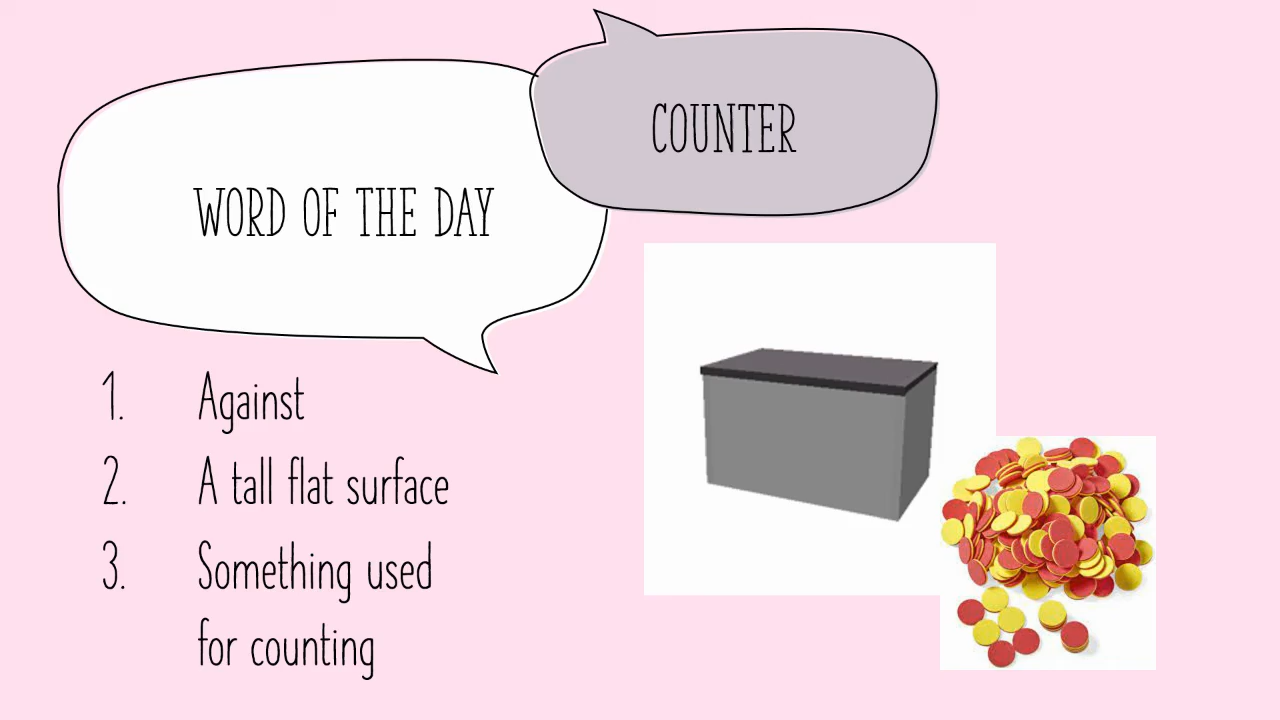 COUNTER
WORD OF THE DAY
1. Against
2. A tall flat surface
3. Something used
for counting